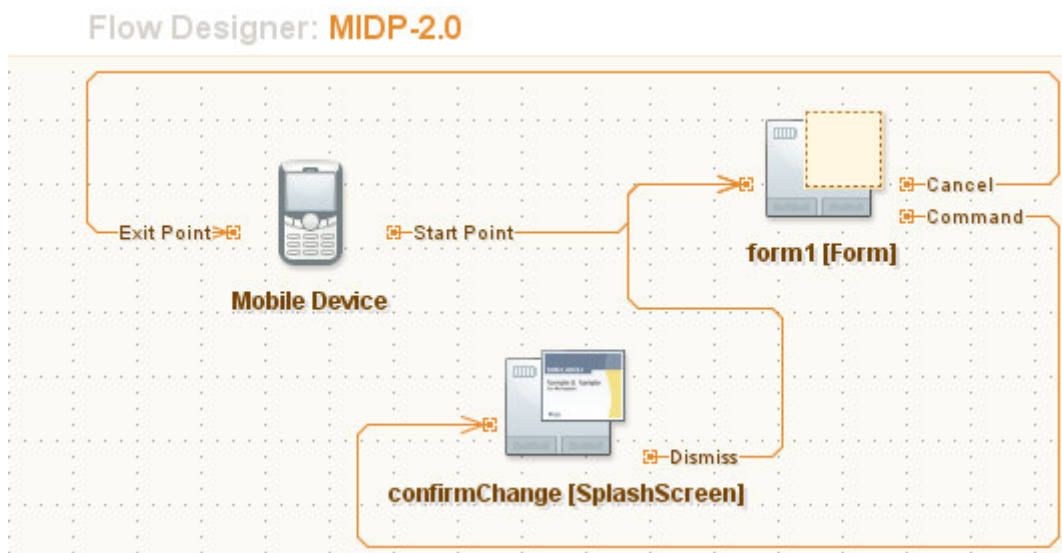 Flow Designer: MIDP-2.0
Cancel
Command
Exit Point
Start Point
form1 [Form]
Mobile Device
Dismiss
confirmChange [SplashScreen]